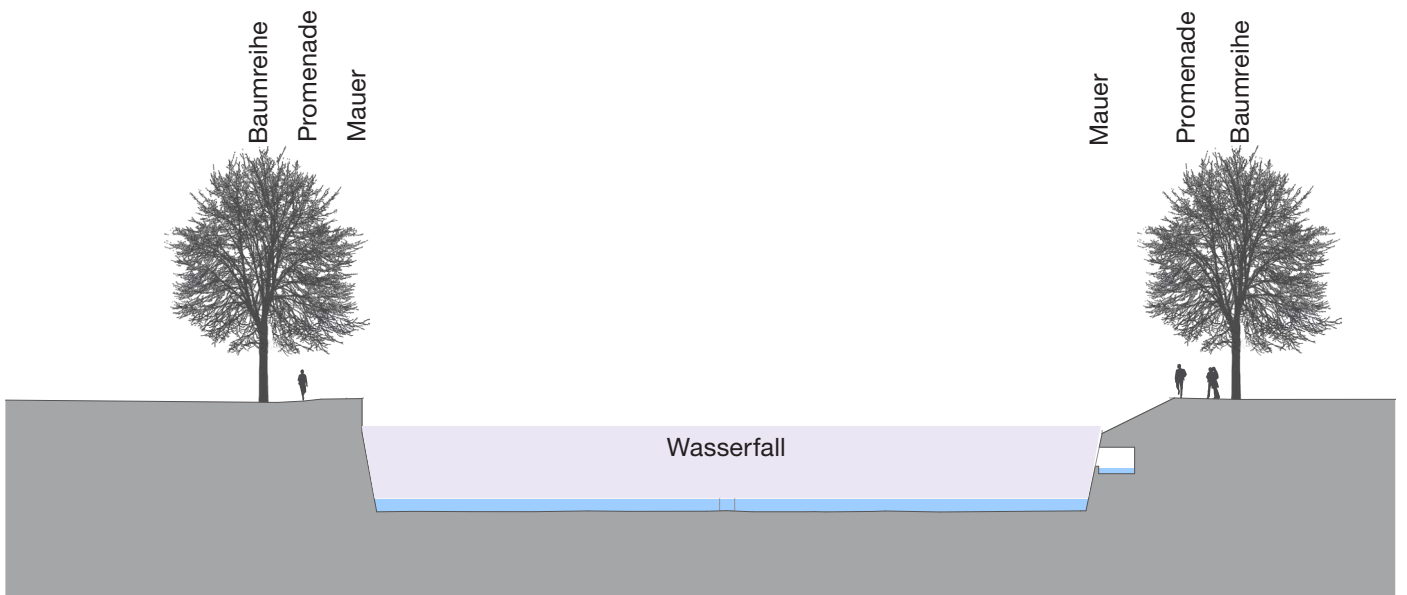 Baumreihe
Promenade
Mauer
Mauer
Promenade
Baumreihe
Wasserfall